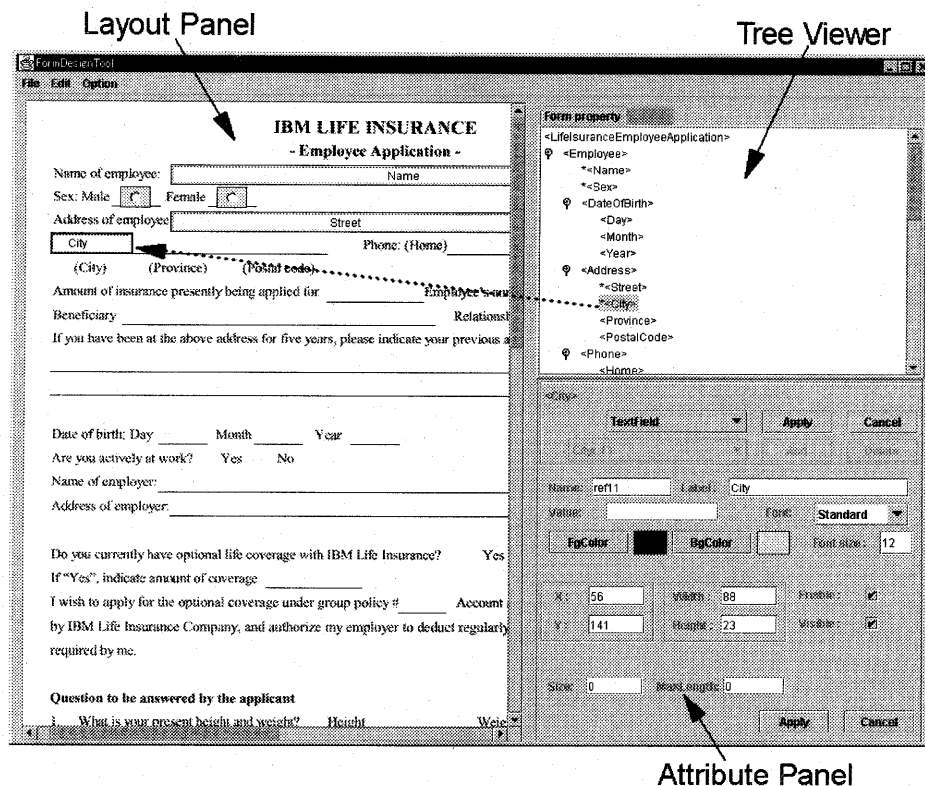 Layout Panel
Tree Viewer
FormDesignTool
File Edit Option
IBM LIFE INSURANCE
- Employee Application -
Name of employee: Name
Sex: Male Female
Address of employee Street
City Phone: (Home)
(City) (Province) (Postal code)
Amount of insurance presently being applied for
Beneficiary Relationsh
If you have been at the above address for five years, please indicate your previous a
Date of birth: Day Month Year
Are you actively at work? Yes No
Name of employer:
Address of employer:
Do you currently have optional life coverage with IBM Life Insurance? Yes
If "Yes", indicate amount of coverage
I wish to apply for the optional coverage under group policy # Account
by IBM Life Insurance Company, and authorize my employer to deduct regularly
required by me.
Question to be answered by the applicant
1. What is your present height and weight? Height Weig
Form property
<LifeIsuranceEmployeeApplication>
<Employee>
*<Name>
*<Sex>
<DateOfBirth>
<Day>
<Month>
<Year>
<Address>
*<Street>
*<City>
<Province>
<PostalCode>
<Phone>
<Home>
<City>
TextField Apply Cancel
Name: ref11 Label: City
Value: Font: Standard
FgColor BgColor Font size: 12
X: 56 Width: 88 Enable:
Y: 141 Height: 23 Visible:
Size: 0 MaxLength: 0
Apply Cancel
Attribute Panel